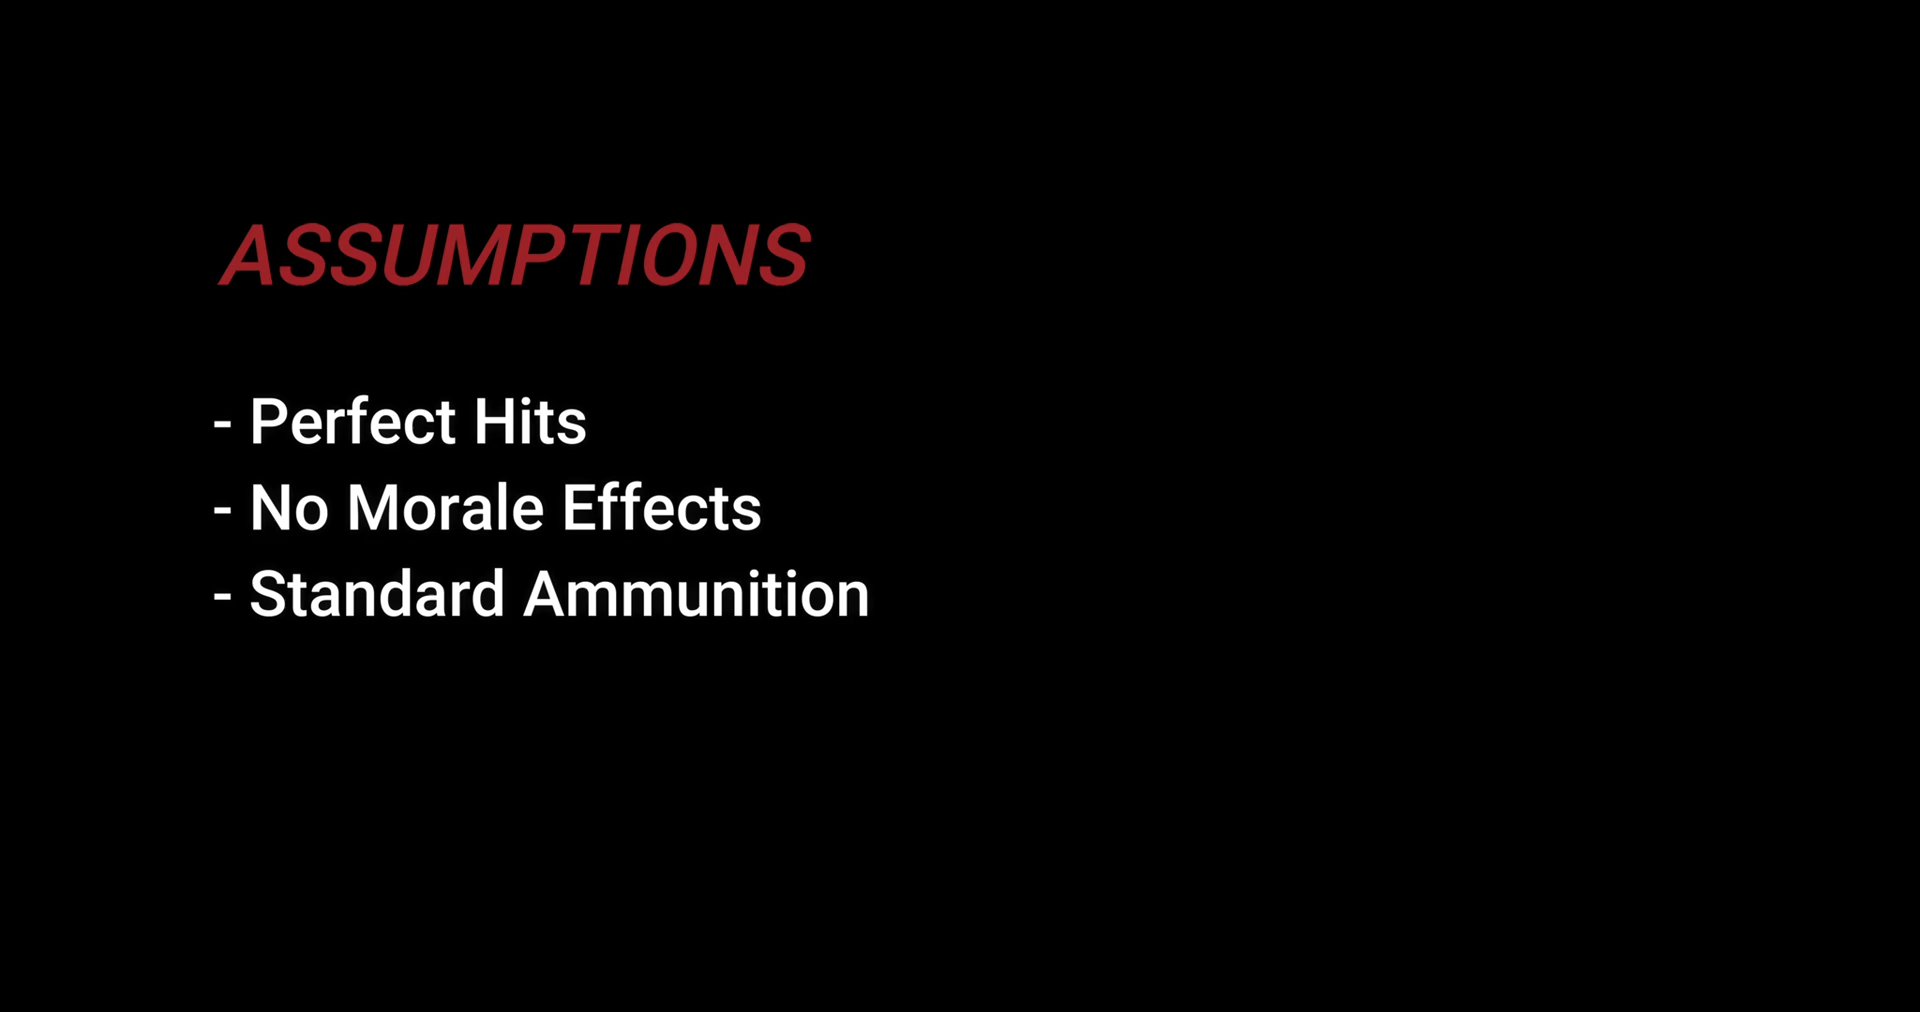 ASSUMPTIONS
- Perfect Hits
- No Morale Effects
- Standard Ammunition